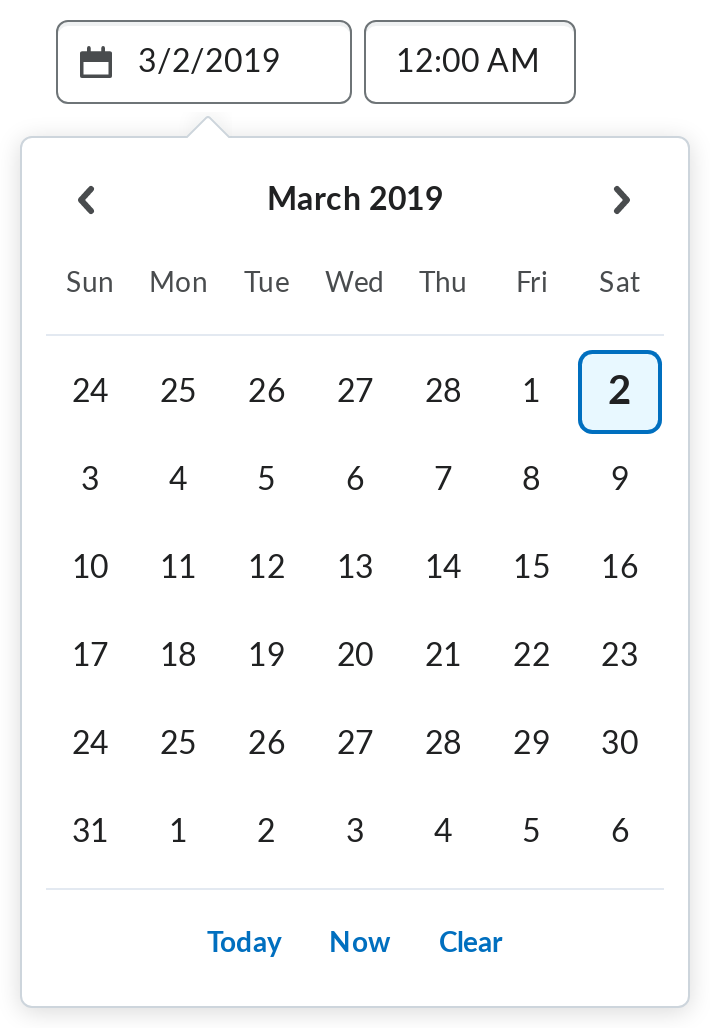 3/2/2019 12:00 AM
March 2019
Sun Mon Tue Wed Thu Fri Sat
24 25 26 27 28 1 2
3 4 5 6 7 8 9
10 11 12 13 14 15 16
17 18 19 20 21 22 23
24 25 26 27 28 29 30
31 1 2 3 4 5 6
Today Now Clear